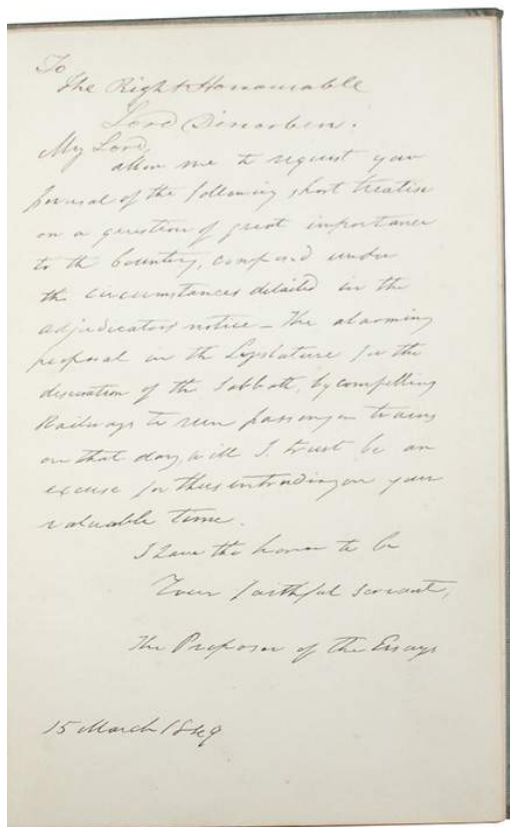 To
The Right Honourable
Lord Dinorben.
My Lord,
allow me to request your
perusal of the following short treatise
on a question of great importance
to the Country, composed under
the circumstances detailed in the
adjudicators notice – the alarming
proposal in the Legislature for the
desecration of the Sabbath, by compelling
Railways to run passenger trains
on that day, will I trust be an
excuse for thus intruding on your
valuable time.
I have the honor to be
Your faithful Servant,
The Proposer of the Essays
15 March 1849